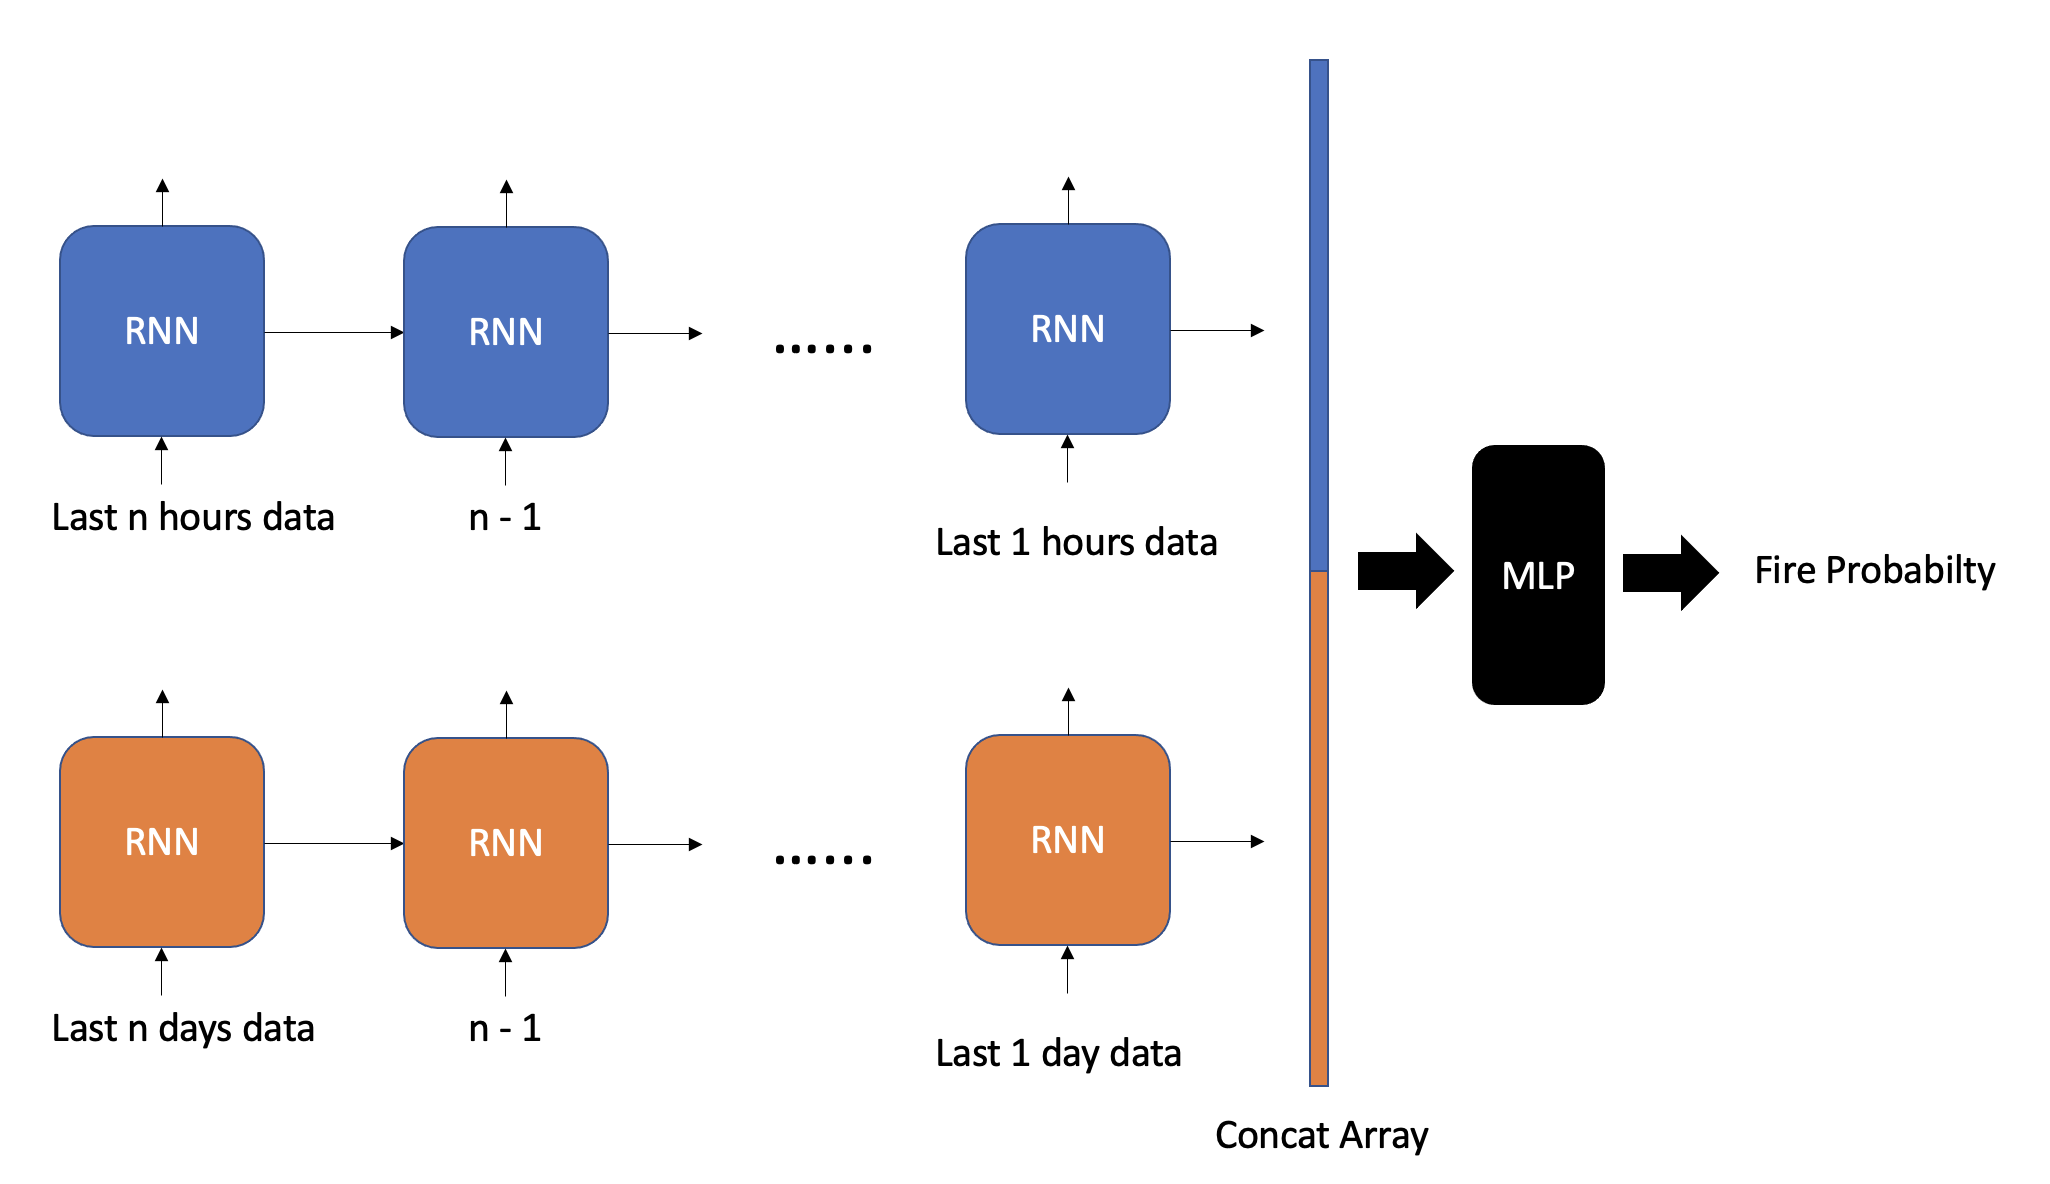 RNN
RNN
......
RNN
Last n hours data
n - 1
Last 1 hours data
MLP
Fire Probabilty
RNN
RNN
......
RNN
Last n days data
n - 1
Last 1 day data
Concat Array